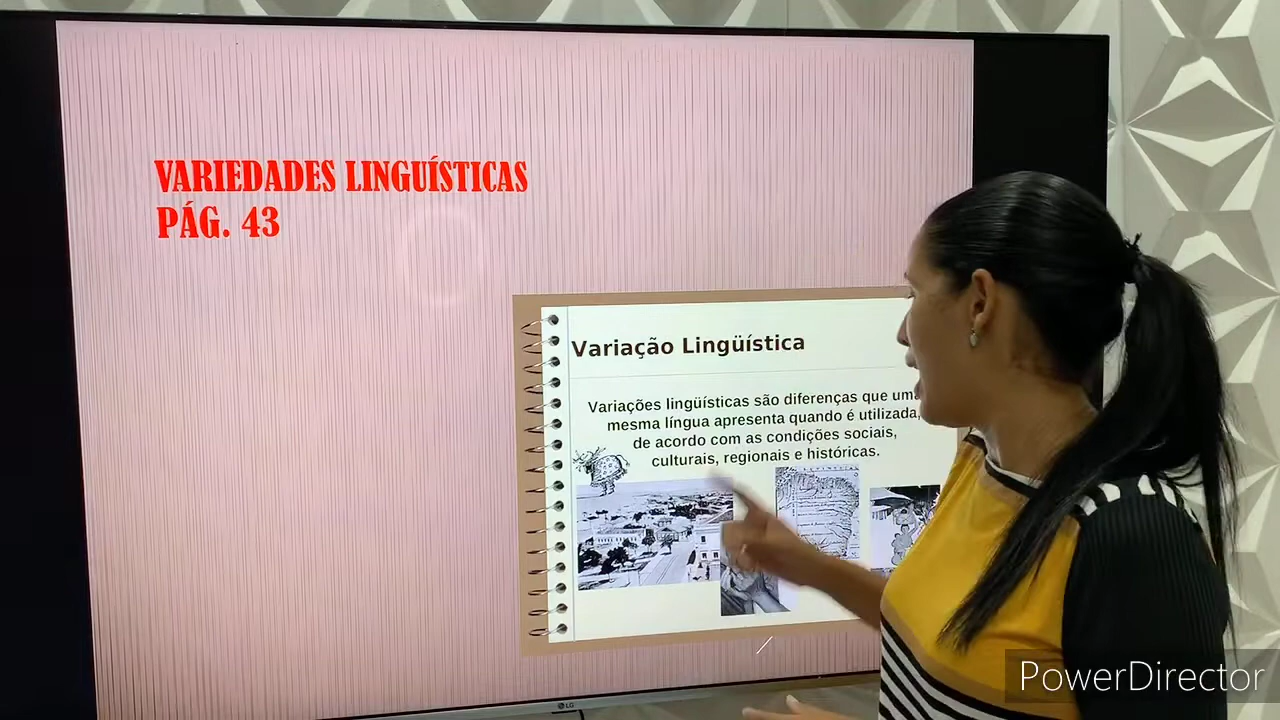 VARIEDADES LINGUÍSTICAS
PÁG. 43
Variação Lingüística
Variações lingüísticas são diferenças que uma
mesma língua apresenta quando é utilizada,
de acordo com as condições sociais,
culturais, regionais e históricas.
LG
PowerDirector